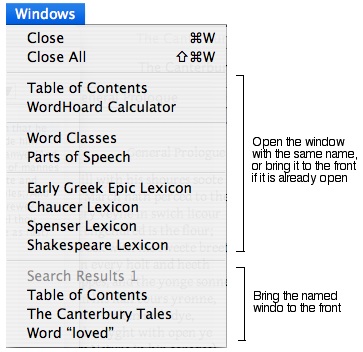 Windows
Close ⌘W
Close All ⇧⌘W
Table of Contents
WordHoard Calculator
Word Classes
Parts of Speech
Early Greek Epic Lexicon
Chaucer Lexicon
Spenser Lexicon
Shakespeare Lexicon
Search Results 1
Table of Contents
The Canterbury Tales
Word “loved”
Open the window
with the same name,
or bring it to the front
if it is already open
Bring the named
windo to the front